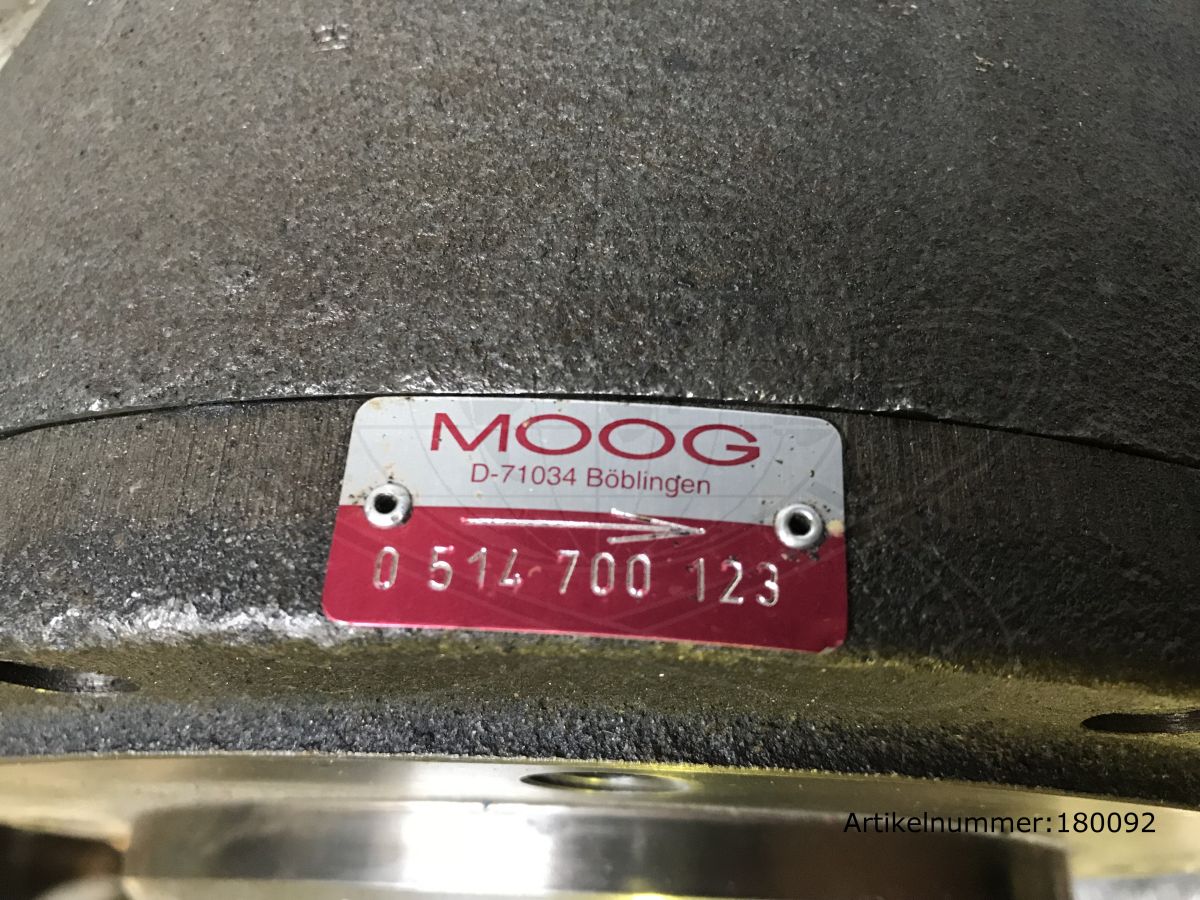 MOOG
D-71034 Böblingen
0 514 700 123
Artikelnummer:180092